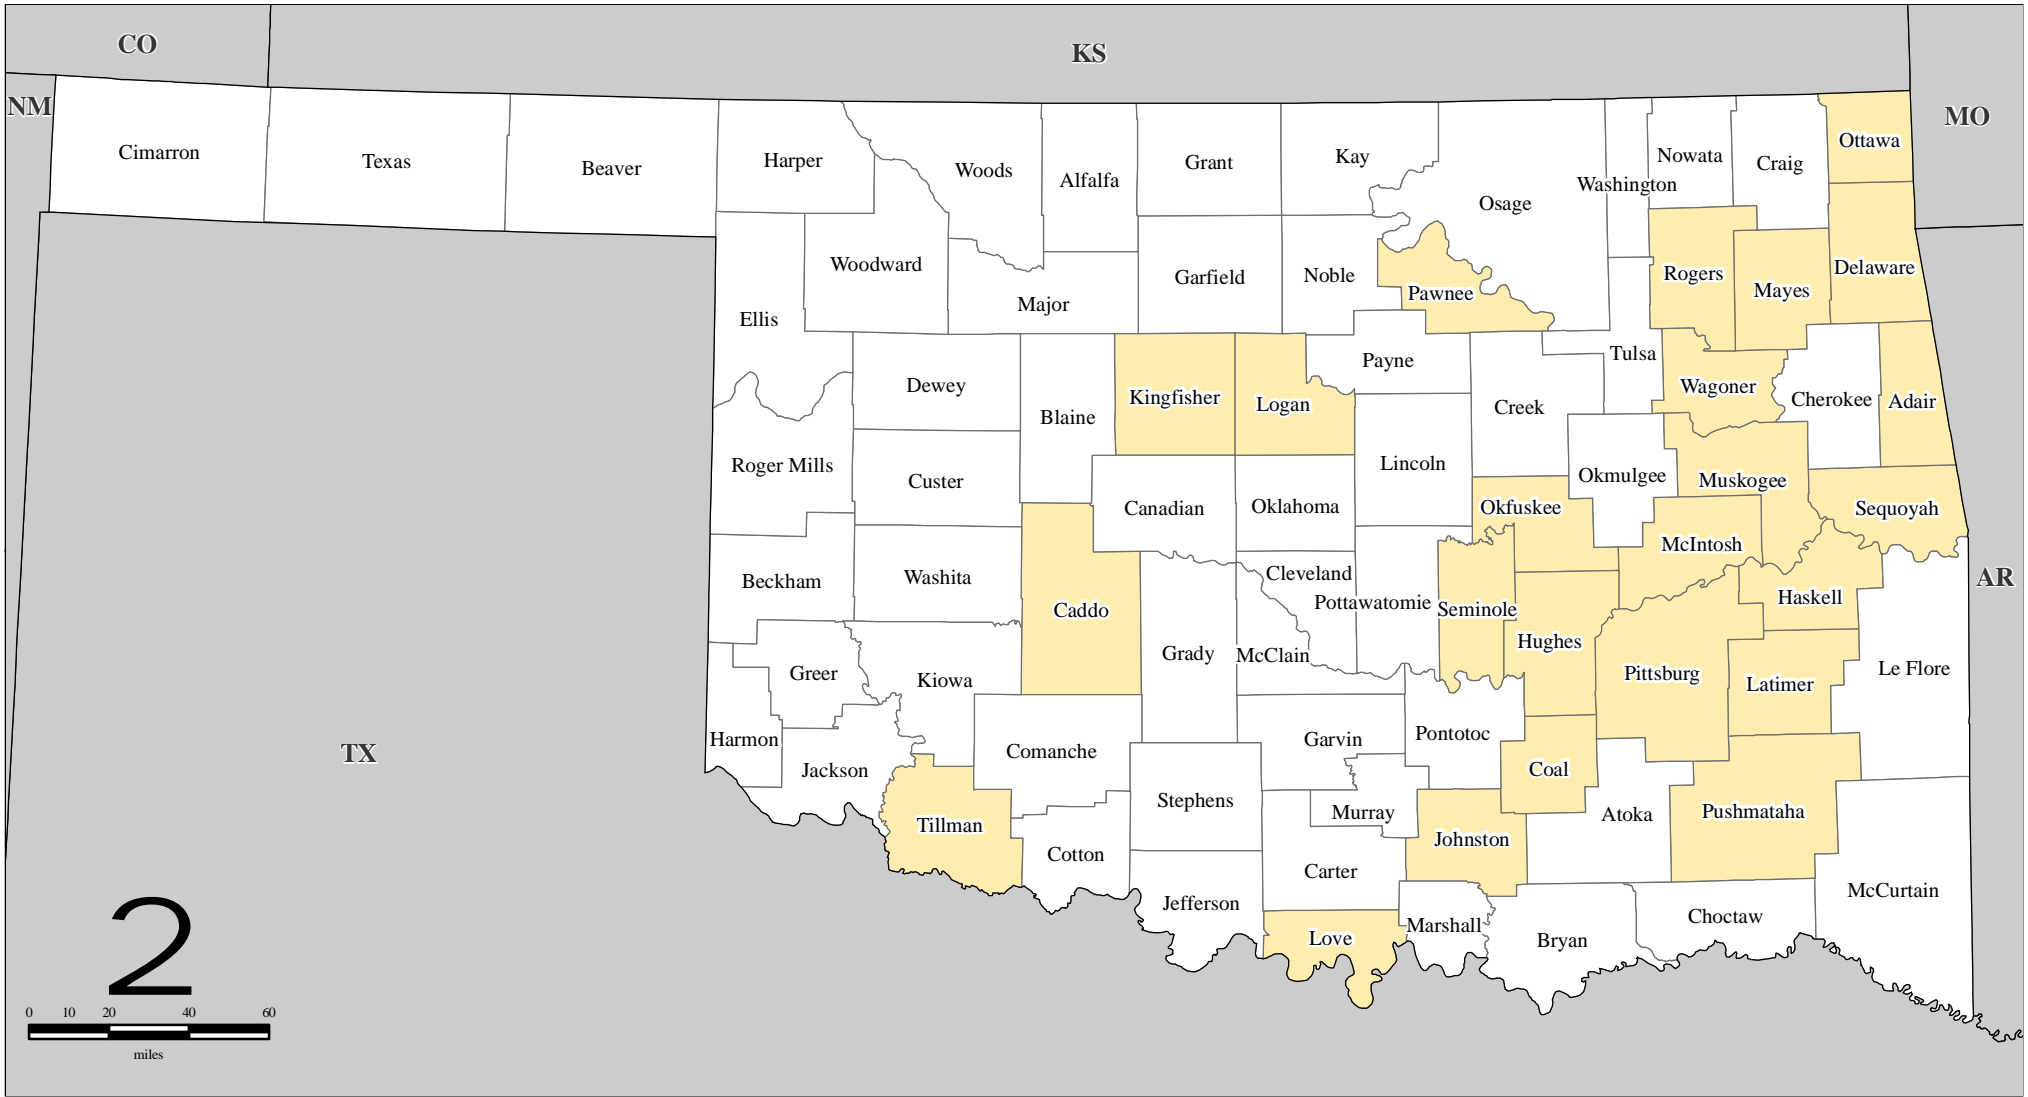 CO
KS
NM
MO
Cimarron
Texas
Beaver
Harper
Woods
Alfalfa
Grant
Kay
Osage
Washington
Nowata
Craig
Ottawa
Woodward
Major
Garfield
Noble
Pawnee
Rogers
Mayes
Delaware
Ellis
Dewey
Blaine
Kingfisher
Logan
Payne
Creek
Tulsa
Wagoner
Cherokee
Adair
Roger Mills
Custer
Canadian
Oklahoma
Lincoln
Okfuskee
Okmulgee
Muskogee
Sequoyah
Beckham
Washita
Caddo
Cleveland
Pottawatomie
Seminole
McIntosh
Haskell
AR
Greer
Kiowa
Grady
McClain
Hughes
Pittsburg
Latimer
Le Flore
TX
Harmon
Jackson
Comanche
Garvin
Pontotoc
Coal
Tillman
Stephens
Murray
Johnston
Atoka
Pushmataha
Cotton
Carter
Jefferson
Love
Marshall
Bryan
Choctaw
McCurtain
2
0 10 20 40 60
miles